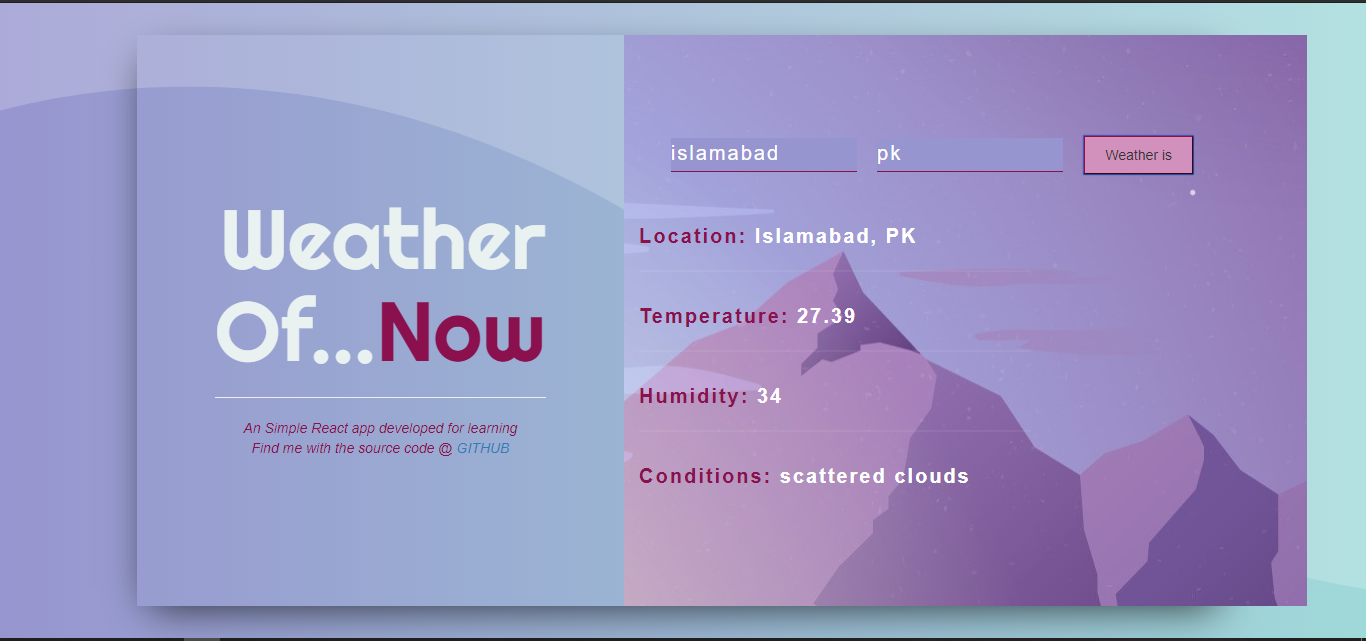 Weather
Of...Now
An Simple React app developed for learning
Find me with the source code @ GITHUB
islamabad pk Weather is
Location: Islamabad, PK
Temperature: 27.39
Humidity: 34
Conditions: scattered clouds